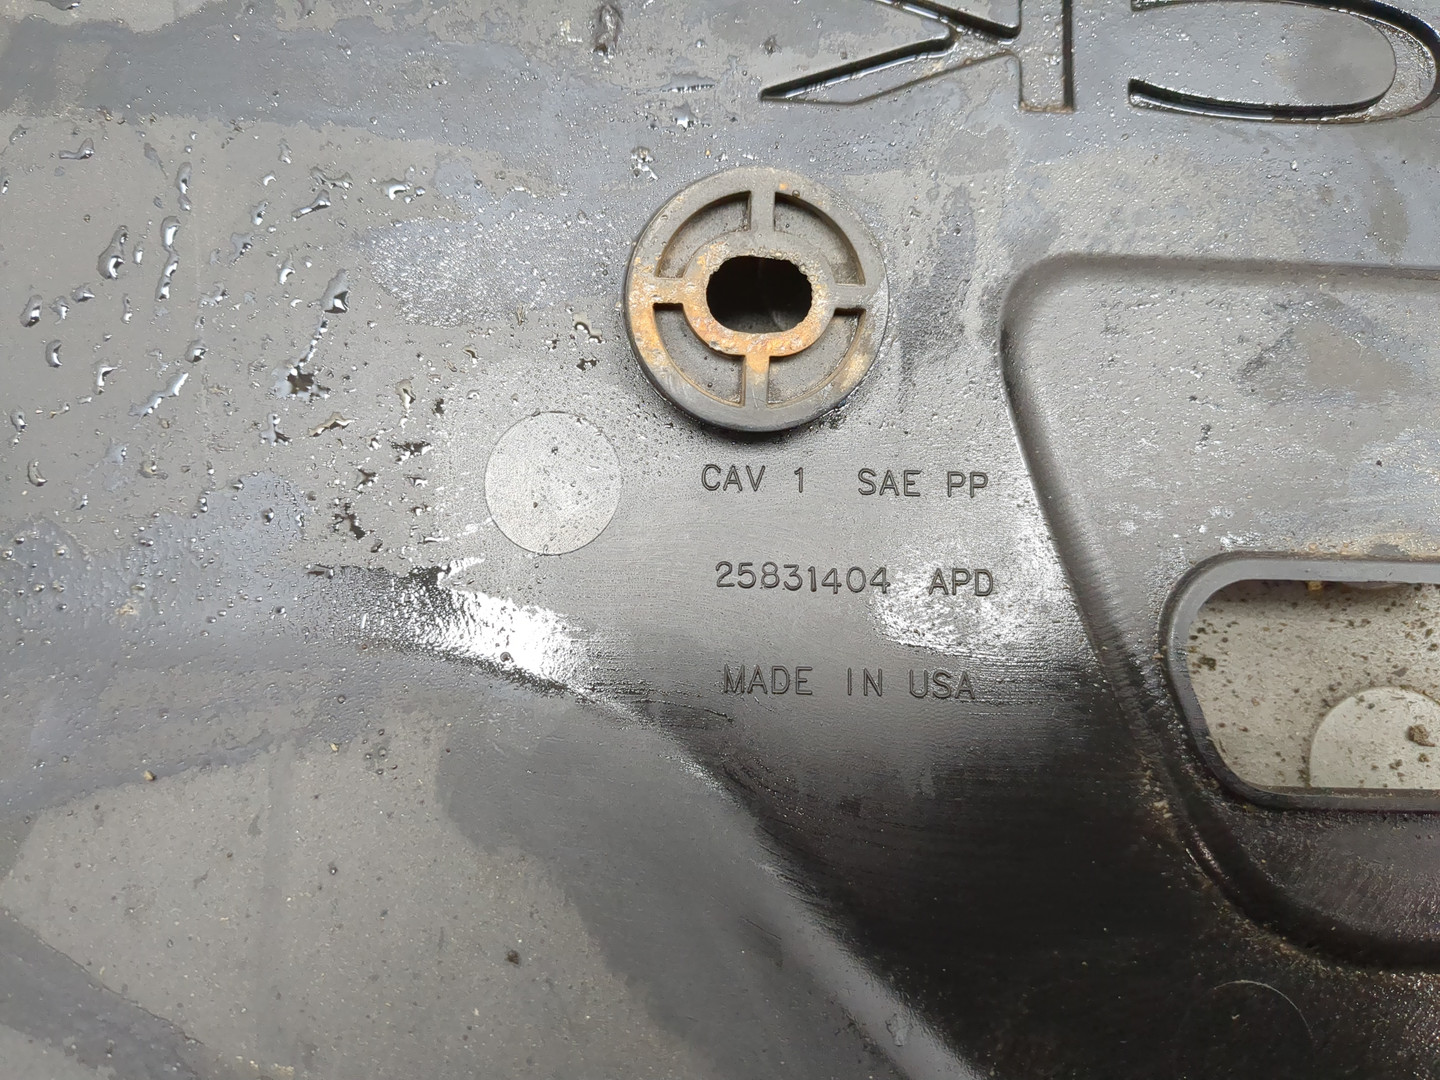 CAV 1 SAE PP
25831404 APD
MADE IN USA